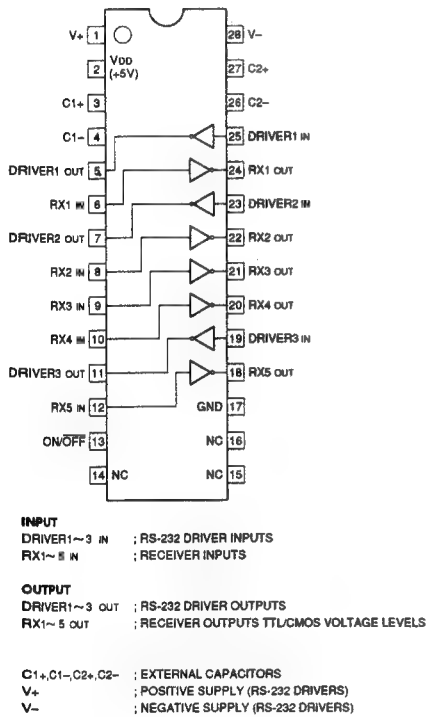 V+ 1 28 V−
2 VDD (+5V) 27 C2+
C1+ 3 26 C2−
C1− 4 25 DRIVER1 IN
DRIVER1 OUT 5 24 RX1 OUT
RX1 IN 6 23 DRIVER2 IN
DRIVER2 OUT 7 22 RX2 OUT
RX2 IN 8 21 RX3 OUT
RX3 IN 9 20 RX4 OUT
RX4 IN 10 19 DRIVER3 IN
DRIVER3 OUT 11 18 RX5 OUT
RX5 IN 12 GND 17
ON/OFF 13 NC 16
14 NC NC 15
INPUT
DRIVER1~3 IN ; RS-232 DRIVER INPUTS
RX1~ 5 IN ; RECEIVER INPUTS
OUTPUT
DRIVER1~3 OUT ; RS-232 DRIVER OUTPUTS
RX1~ 5 OUT ; RECEIVER OUTPUTS TTL/CMOS VOLTAGE LEVELS
C1+,C1−,C2+,C2− ; EXTERNAL CAPACITORS
V+ ; POSITIVE SUPPLY (RS-232 DRIVERS)
V− ; NEGATIVE SUPPLY (RS-232 DRIVERS)